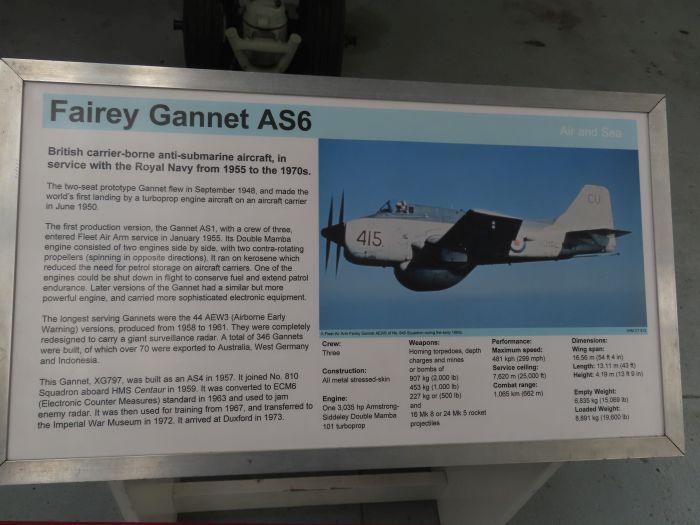 Fairey Gannet AS6
Air and Sea
British carrier-borne anti-submarine aircraft, in
service with the Royal Navy from 1955 to the 1970s.
The two-seat prototype Gannet flew in September 1948, and made the
world's first landing by a turboprop engine aircraft on an aircraft carrier
in June 1950.
The first production version, the Gannet AS1, with a crew of three,
entered Fleet Air Arm service in January 1955. Its Double Mamba
engine consisted of two engines side by side, with two contra-rotating
propellers (spinning in opposite directions). It ran on kerosene which
reduced the need for petrol storage on aircraft carriers. One of the
engines could be shut down in flight to conserve fuel and extend patrol
endurance. Later versions of the Gannet had a similar but more
powerful engine, and carried more sophisticated electronic equipment.
The longest serving Gannets were the 44 AEW3 (Airborne Early
Warning) versions, produced from 1958 to 1961. They were completely
redesigned to carry a giant surveillance radar. A total of 346 Gannets
were built, of which over 70 were exported to Australia, West Germany
and Indonesia.
This Gannet, XG797, was built as an AS4 in 1957. It joined No. 810
Squadron aboard HMS Centaur in 1959. It was converted to ECM6
(Electronic Counter Measures) standard in 1963 and used to jam
enemy radar. It was then used for training from 1967, and transferred to
the Imperial War Museum in 1972. It arrived at Duxford in 1973.
415
CU
A Fleet Air Arm Fairey Gannet AEW3 of No. 849 Squadron during the early 1960s.
Crew:
Three
Construction:
All metal stressed-skin
Engine:
One 3,035 hp Armstrong-
Siddeley Double Mamba
101 turboprop
Weapons:
Homing torpedoes, depth
charges and mines
or bombs of
907 kg (2,000 lb)
453 kg (1,000 lb)
227 kg or (500 lb)
and
16 Mk 8 or 24 Mk 5 rocket
projectiles
Performance:
Maximum speed:
481 kph (299 mph)
Service ceiling:
7,620 m (25,000 ft)
Combat range:
1,065 km (662 m)
Dimensions:
Wing span:
16.56 m (54 ft 4 in)
Length: 13.11 m (43 ft)
Height: 4.19 m (13 ft 9 in)
Empty Weight:
6,835 kg (15,069 lb)
Loaded Weight:
8,891 kg (19,600 lb)